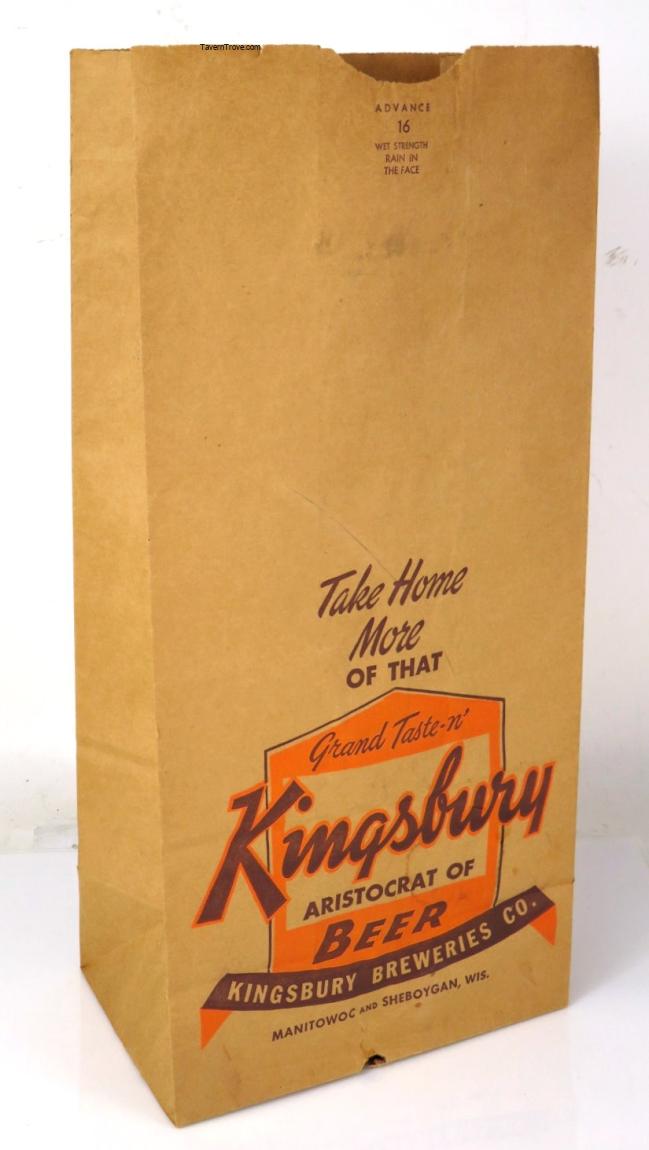 TavernTrove.com
ADVANCE
16
WET STRENGTH
RAIN IN
THE FACE
Take Home
More
OF THAT
Grand Taste-n'
Kingsbury
ARISTOCRAT OF
BEER
KINGSBURY BREWERIES CO.
MANITOWOC AND SHEBOYGAN, WIS.